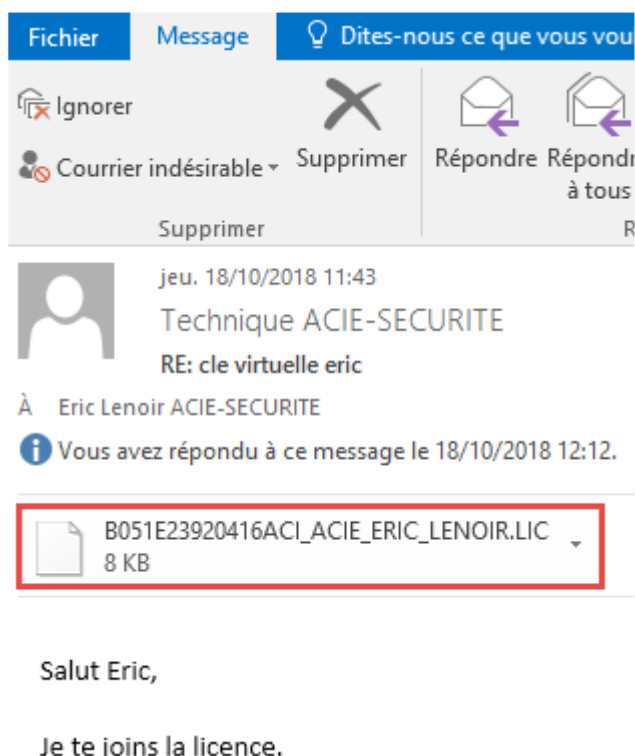 Fichier Message Dites-nous ce que vous vou
Ignorer
Courrier indésirable
Supprimer
Répondre
Répondr
à tous
Supprimer
R
jeu. 18/10/2018 11:43
Technique ACIE-SECURITE
RE: cle virtuelle eric
À Eric Lenoir ACIE-SECURITE
Vous avez répondu à ce message le 18/10/2018 12:12.
B051E23920416ACI_ACIE_ERIC_LENOIR.LIC
8 KB
Salut Eric,
Je te joins la licence.